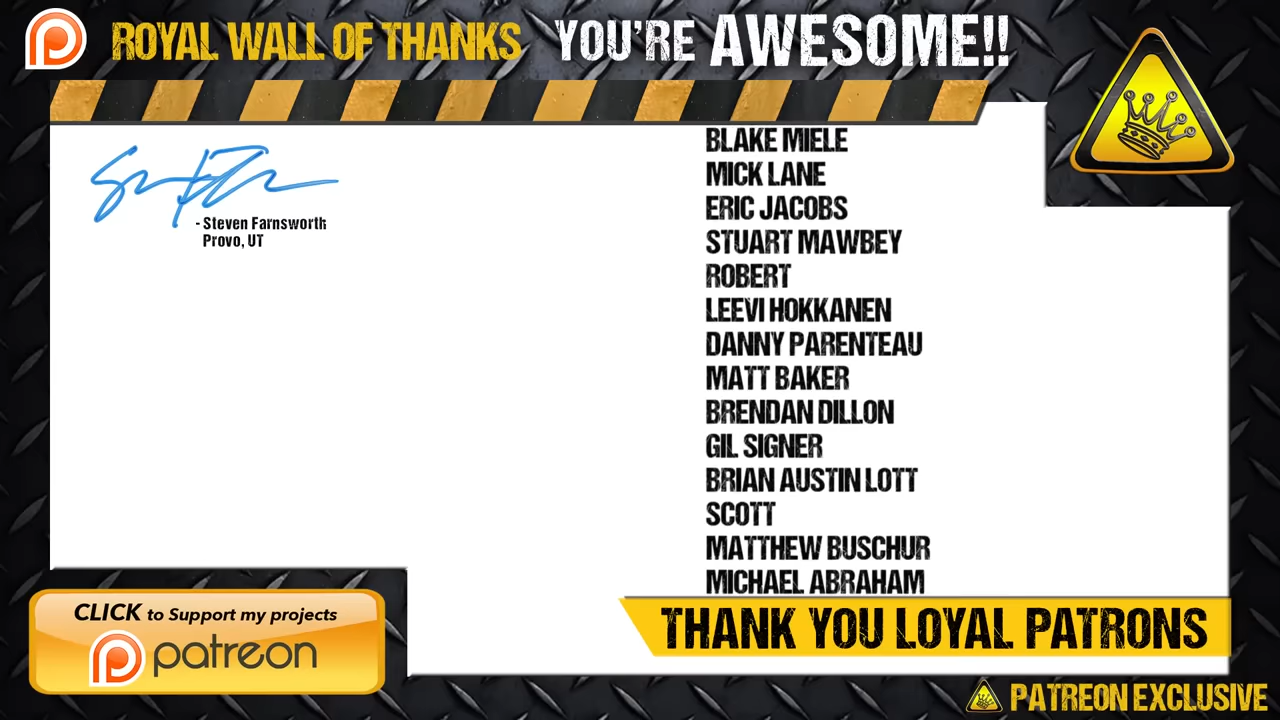 ROYAL WALL OF THANKS YOU'RE AWESOME!!
- Steven Farnsworth
Provo, UT
BLAKE MIELE
MICK LANE
ERIC JACOBS
STUART MAWBEY
ROBERT
LEEVI HOKKANEN
DANNY PARENTEAU
MATT BAKER
BRENDAN DILLON
GIL SIGNER
BRIAN AUSTIN LOTT
SCOTT
MATTHEW BUSCHUR
MICHAEL ABRAHAM
THANK YOU LOYAL PATRONS
CLICK to Support my projects
patreon
PATREON EXCLUSIVE